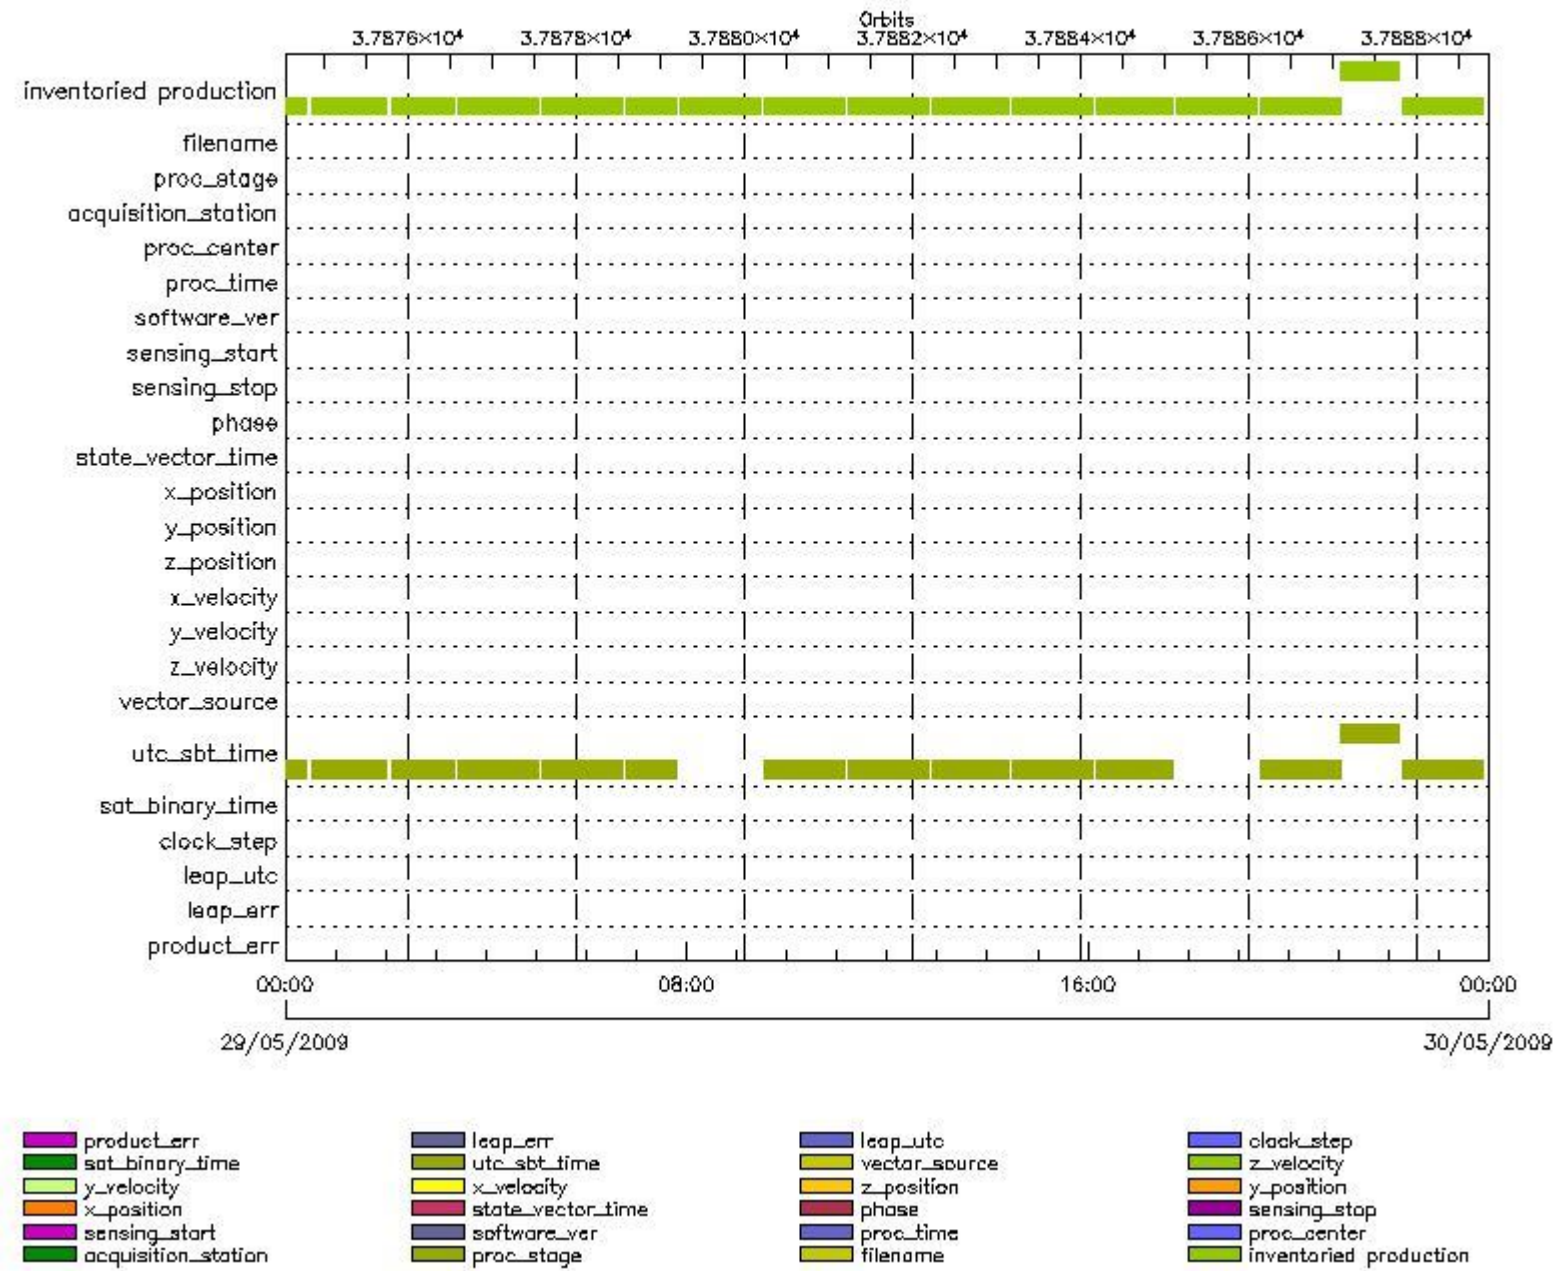 Orbits
3.7876×10⁴ 3.7878×10⁴ 3.7880×10⁴ 3.7882×10⁴ 3.7884×10⁴ 3.7886×10⁴ 3.7888×10⁴
inventoried production
filename
proc_stage
acquisition_station
proc_center
proc_time
software_ver
sensing_start
sensing_stop
phase
state_vector_time
x_position
y_position
z_position
x_velocity
y_velocity
z_velocity
vector_source
utc_sbt_time
sat_binary_time
clock_step
leap_utc
leap_err
product_err
00:00 08:00 16:00 00:00
29/05/2009 30/05/2009
product_err leap_err leap_utc clock_step
sat_binary_time utc_sbt_time vector_source z_velocity
y_velocity x_velocity z_position y_position
x_position state_vector_time phase sensing_stop
sensing_start software_ver proc_time proc_center
acquisition_station proc_stage filename inventoried production